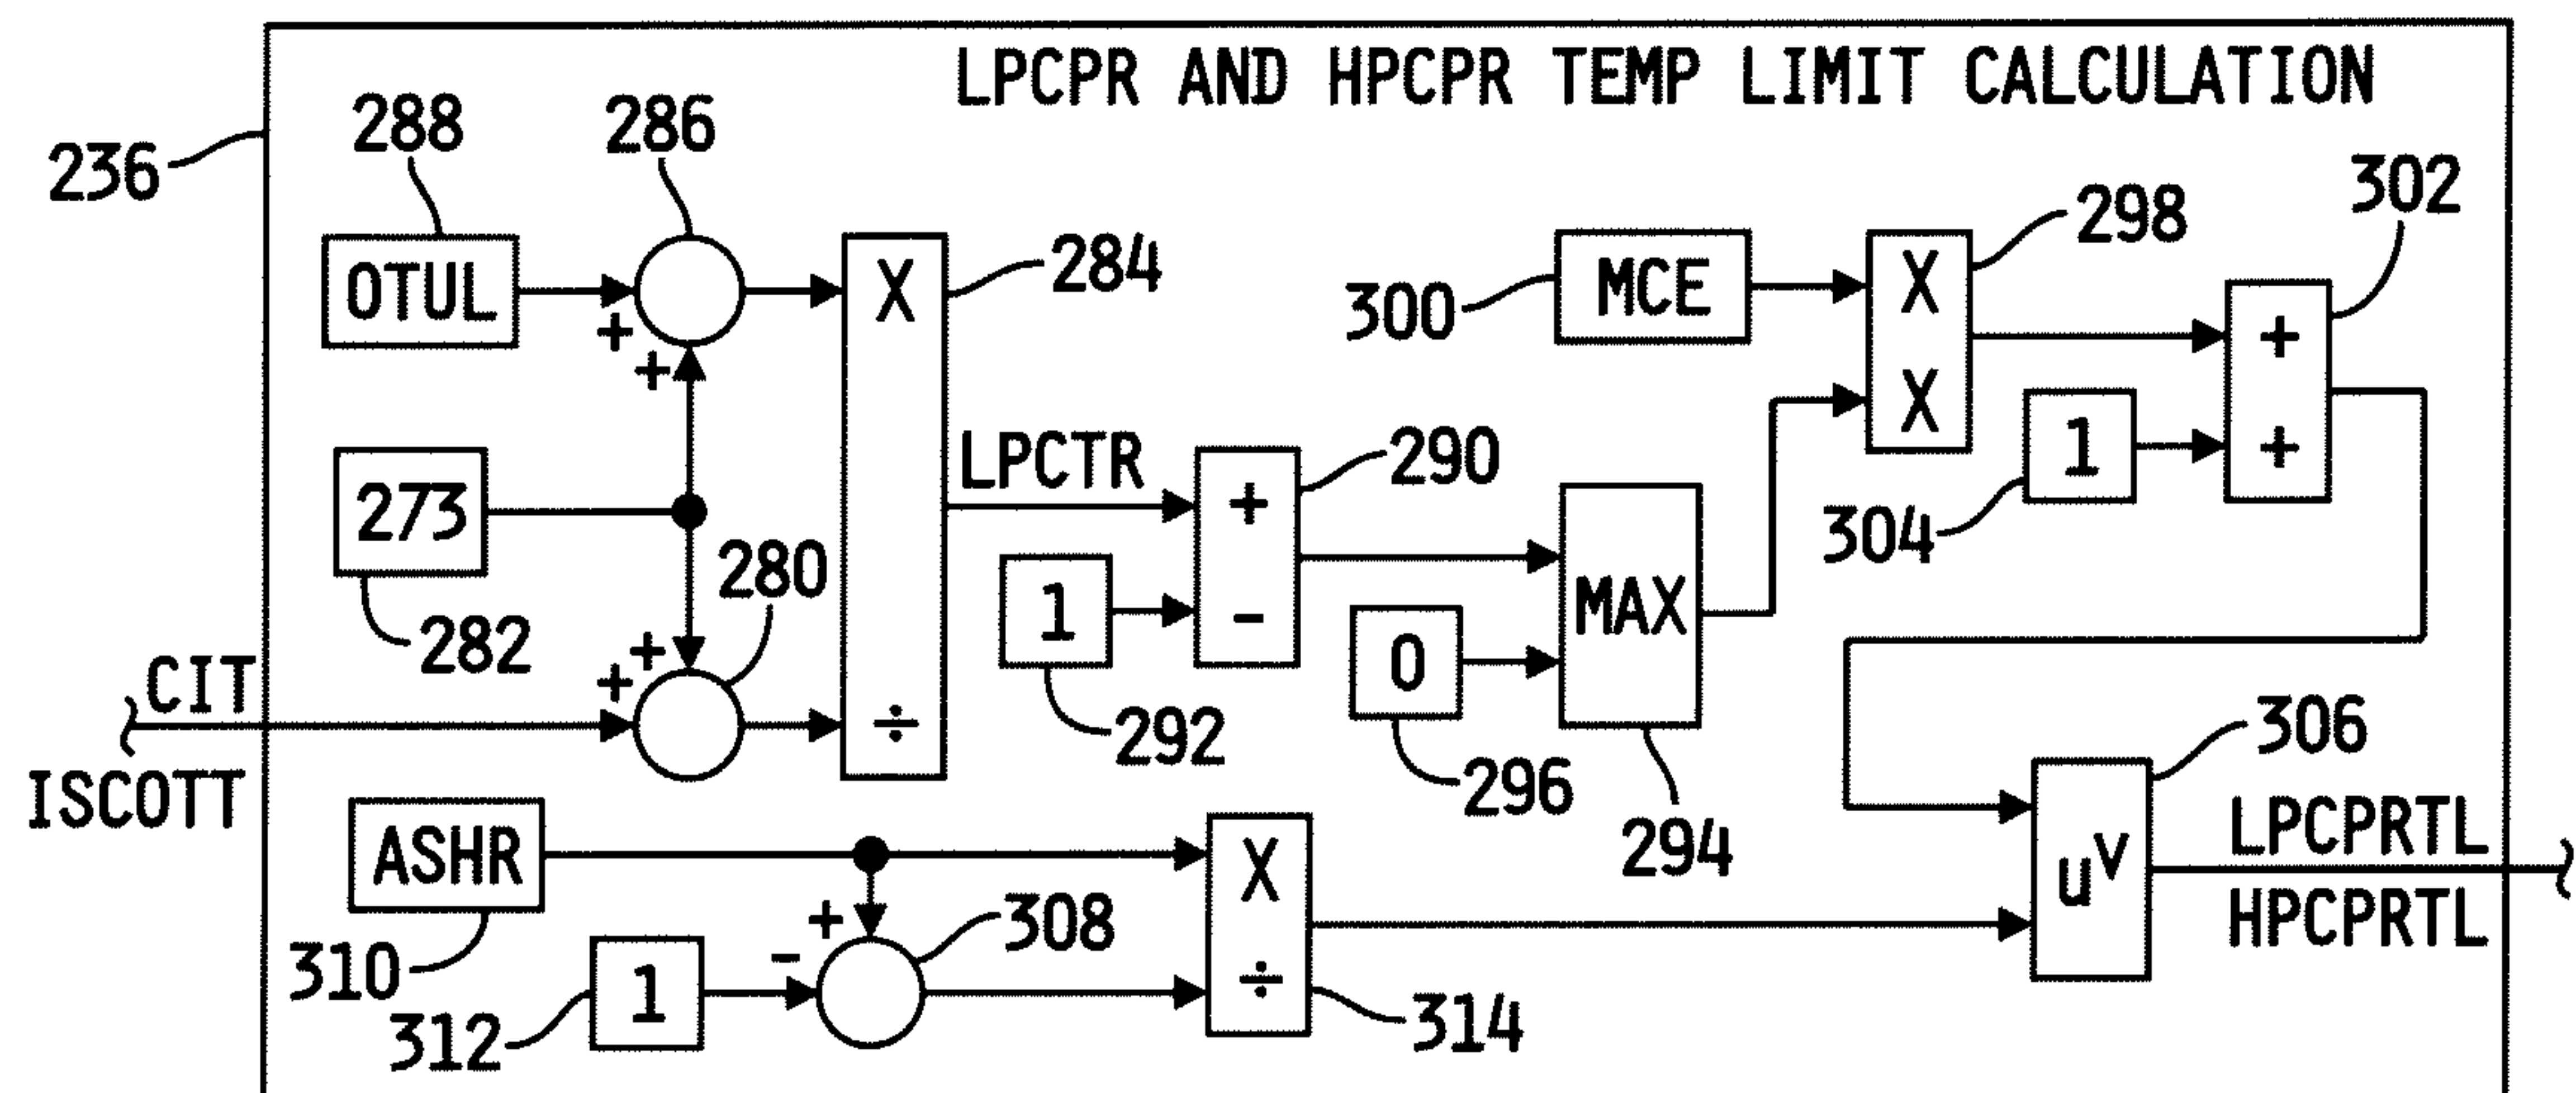 LPCPR AND HPCPR TEMP LIMIT CALCULATION
236
288
286
OTUL
+
+
X
284
÷
273
282
280
+
+
CIT
ISCOTT
LPCTR
+
-
290
1
292
0
296
MAX
294
300
MCE
X
X
298
302
+
+
1
304
306
u^V
LPCPRTL
HPCPRTL
ASHR
310
+
-
308
1
312
X
÷
314